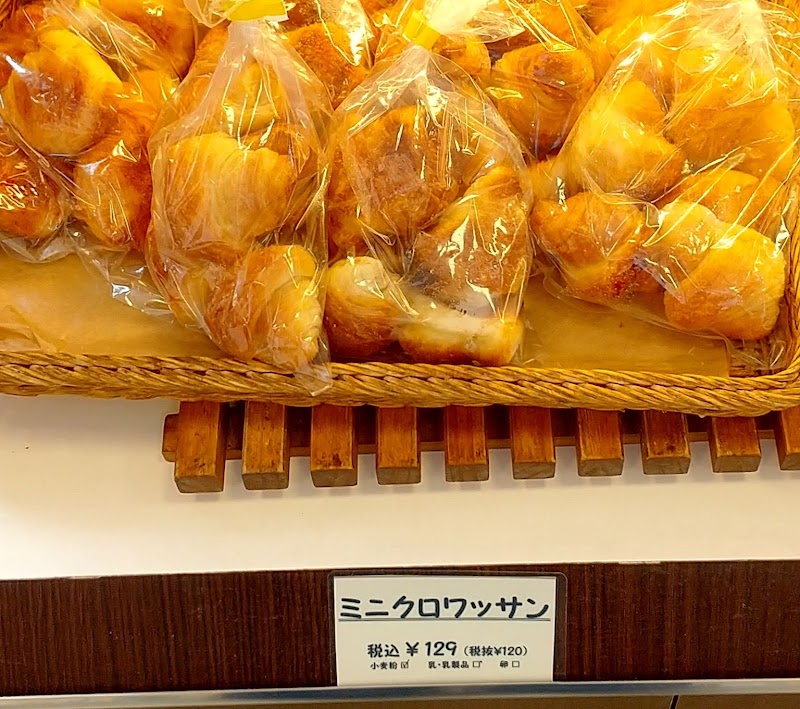 ミニクロワッサン
税込 ¥129 (税抜¥120)
小麦粉 ☑ 乳・乳製品 □ 卵 □